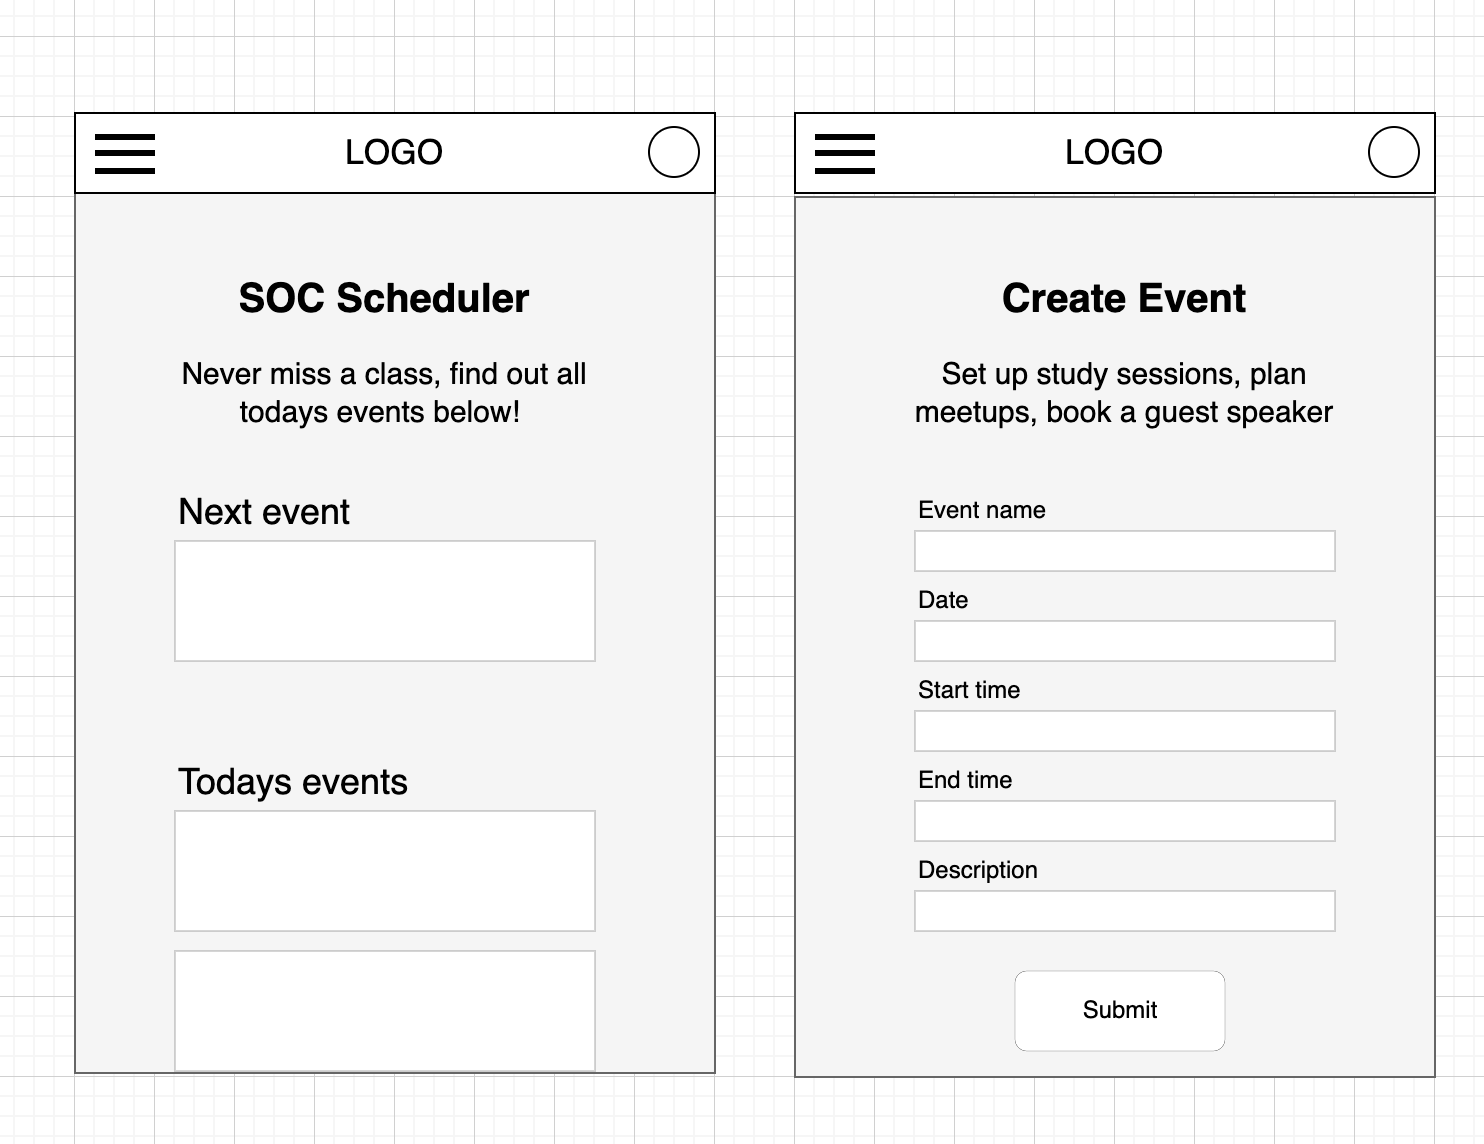 LOGO
SOC Scheduler
Never miss a class, find out all
todays events below!
Next event
Todays events
LOGO
Create Event
Set up study sessions, plan
meetups, book a guest speaker
Event name
Date
Start time
End time
Description
Submit